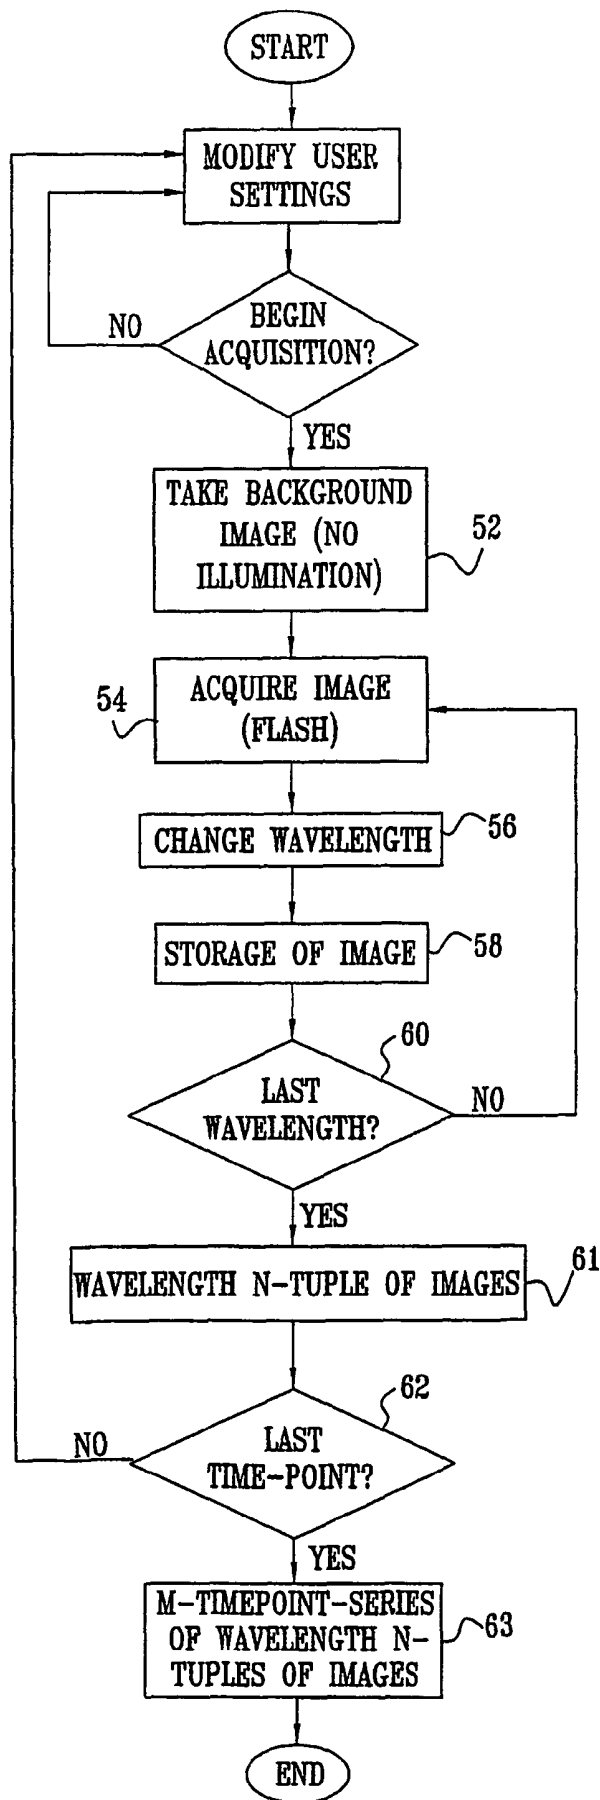 START
MODIFY USER
SETTINGS
BEGIN
ACQUISITION?
NO
YES
TAKE BACKGROUND
IMAGE (NO
ILLUMINATION)
52
ACQUIRE IMAGE
(FLASH)
54
CHANGE WAVELENGTH
56
STORAGE OF IMAGE
58
60
LAST
WAVELENGTH?
NO
YES
WAVELENGTH N-TUPLE OF IMAGES
61
62
LAST
TIME-POINT?
NO
YES
M-TIMEPOINT-SERIES
OF WAVELENGTH N-
TUPLES OF IMAGES
63
END